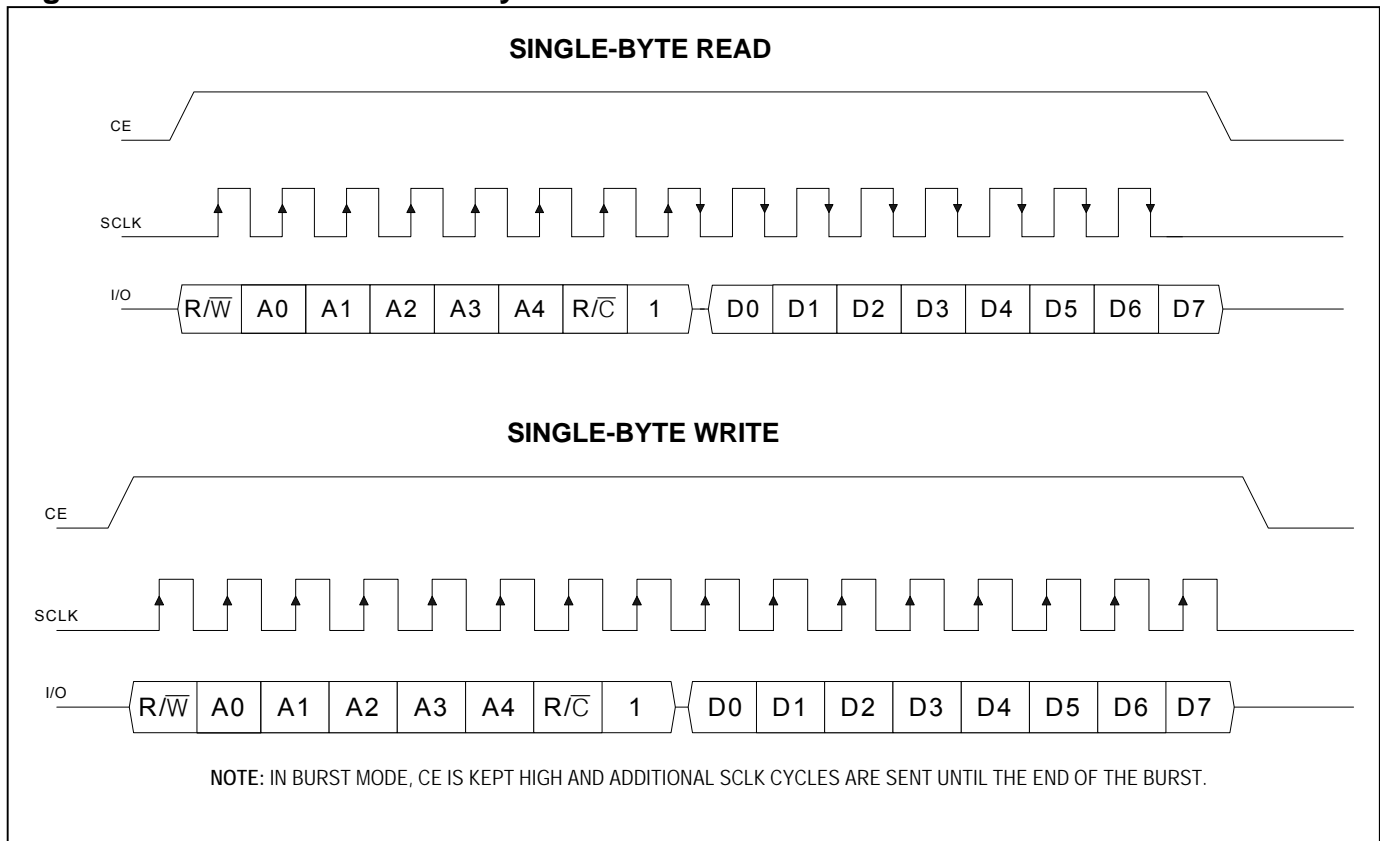 SINGLE-BYTE READ
CE
SCLK
I/O R/W̅ A0 A1 A2 A3 A4 R/C̅ 1 D0 D1 D2 D3 D4 D5 D6 D7
SINGLE-BYTE WRITE
CE
SCLK
I/O R/W̅ A0 A1 A2 A3 A4 R/C̅ 1 D0 D1 D2 D3 D4 D5 D6 D7
NOTE: IN BURST MODE, CE IS KEPT HIGH AND ADDITIONAL SCLK CYCLES ARE SENT UNTIL THE END OF THE BURST.